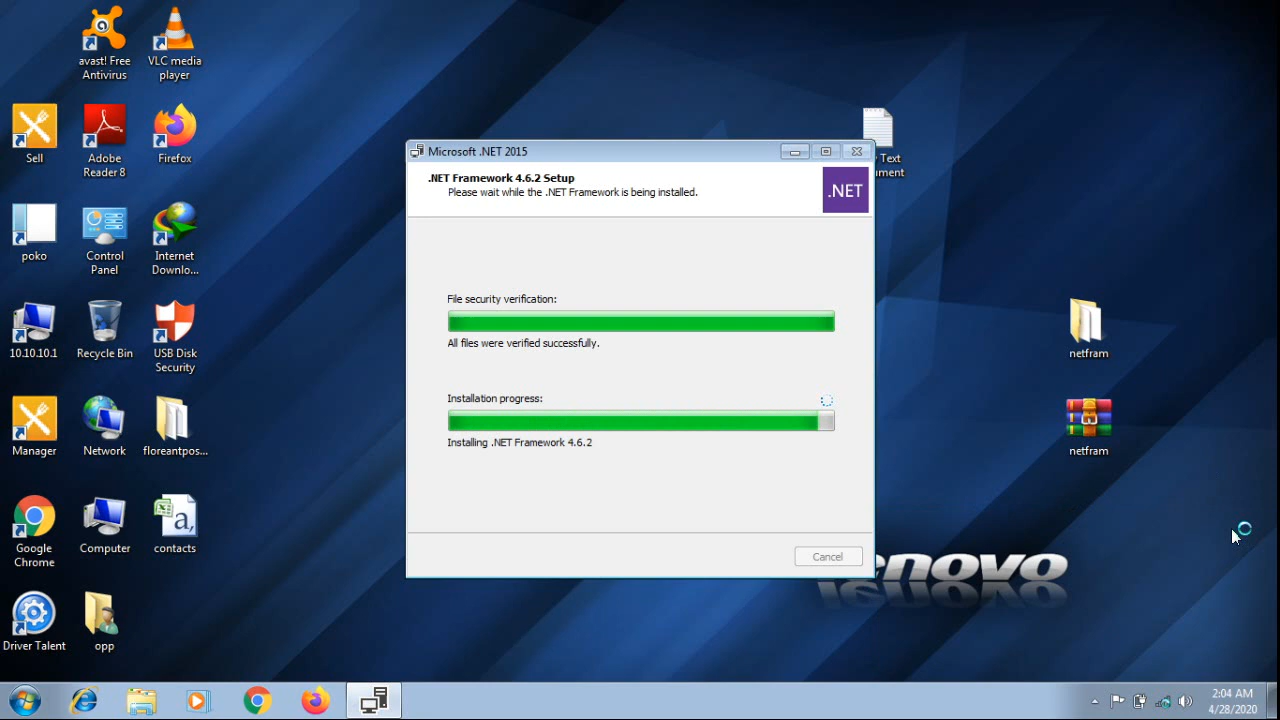 avast! Free
Antivirus
VLC media
player
Sell
Adobe
Reader 8
Firefox
poko
Control
Panel
Internet
Downlo...
10.10.10.1
Recycle Bin
USB Disk
Security
Manager
Network
floreantpos...
Google
Chrome
Computer
contacts
Driver Talent
opp
Text
ument
netfram
netfram
Microsoft .NET 2015
.NET Framework 4.6.2 Setup
Please wait while the .NET Framework is being installed.
.NET
File security verification:
All files were verified successfully.
Installation progress:
Installing .NET Framework 4.6.2
Cancel
enovo
2:04 AM
4/28/2020